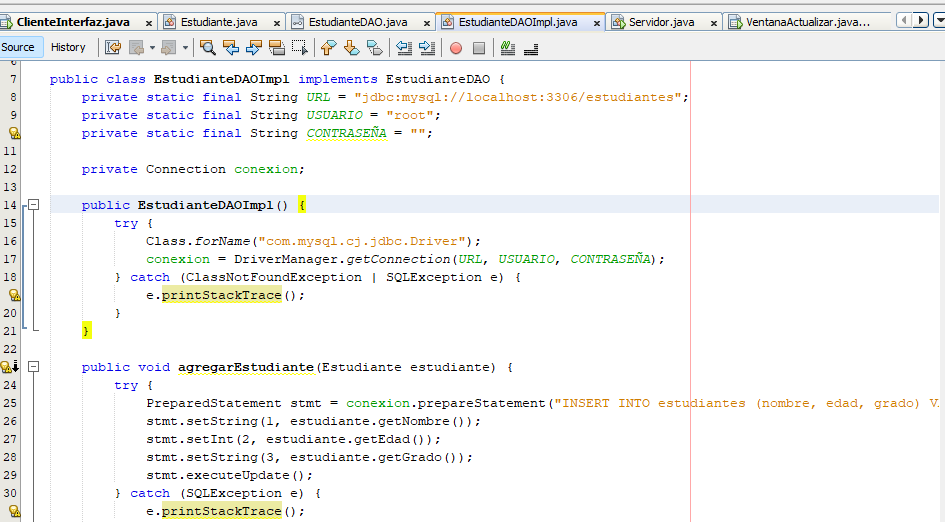 ClienteInterfaz.java Estudiante.java EstudianteDAO.java EstudianteDAOImpl.java Servidor.java VentanaActualizar.java...
Source History
7 public class EstudianteDAOImpl implements EstudianteDAO {
8 private static final String URL = "jdbc:mysql://localhost:3306/estudiantes";
9 private static final String USUARIO = "root";
private static final String CONTRASEÑA = "";
11
12 private Connection conexion;
13
14 public EstudianteDAOImpl() {
15 try {
16 Class.forName("com.mysql.cj.jdbc.Driver");
17 conexion = DriverManager.getConnection(URL, USUARIO, CONTRASEÑA);
18 } catch (ClassNotFoundException | SQLException e) {
e.printStackTrace();
20 }
21 }
22
public void agregarEstudiante(Estudiante estudiante) {
24 try {
25 PreparedStatement stmt = conexion.prepareStatement("INSERT INTO estudiantes (nombre, edad, grado) V
26 stmt.setString(1, estudiante.getNombre());
27 stmt.setInt(2, estudiante.getEdad());
28 stmt.setString(3, estudiante.getGrado());
29 stmt.executeUpdate();
30 } catch (SQLException e) {
e.printStackTrace();